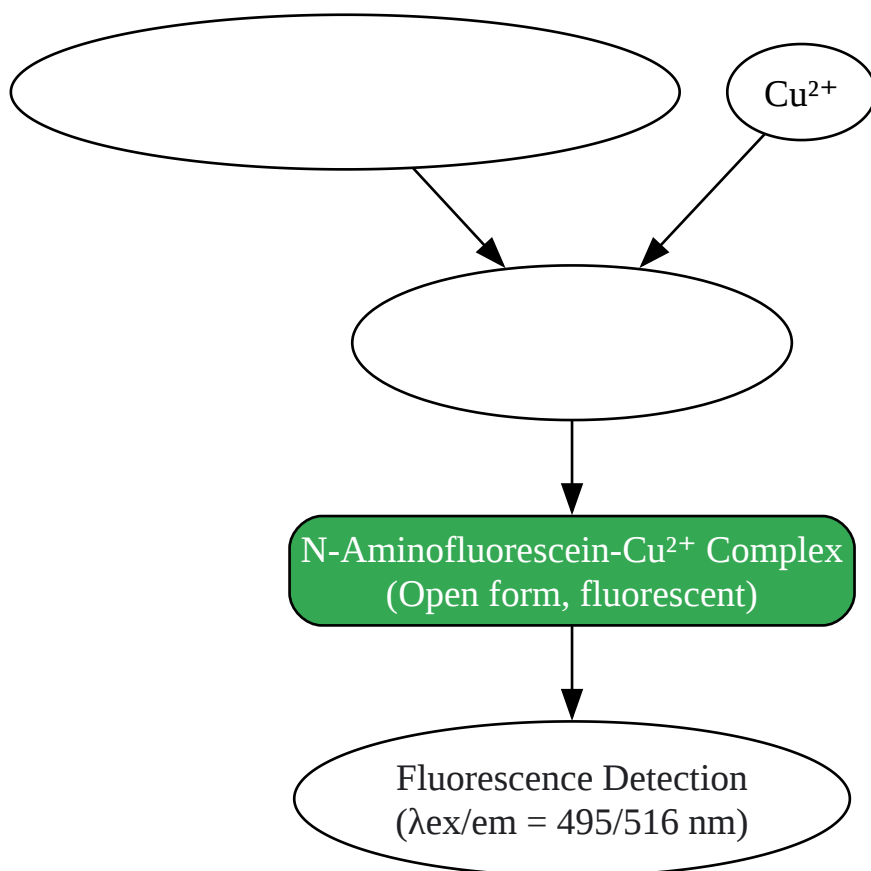 Cu²⁺
N-Aminofluorescein-Cu²⁺ Complex
(Open form, fluorescent)
Fluorescence Detection
(λex/em = 495/516 nm)